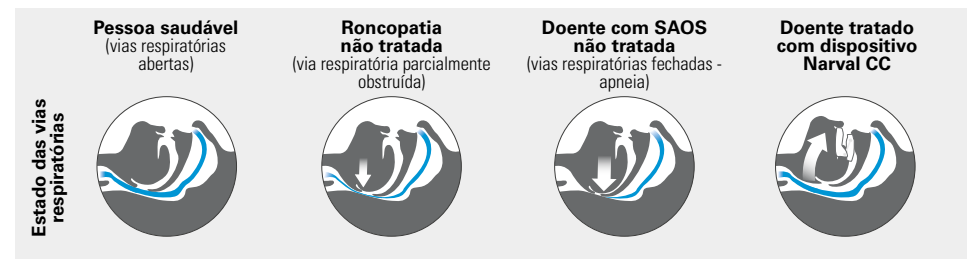 Pessoa saudável
(vias respiratórias
abertas)
Roncopatia
não tratada
(via respiratória parcialmente
obstruída)
Doente com SAOS
não tratada
(vias respiratórias fechadas -
apneia)
Doente tratado
com dispositivo
Narval CC
Estado das vias
respiratórias